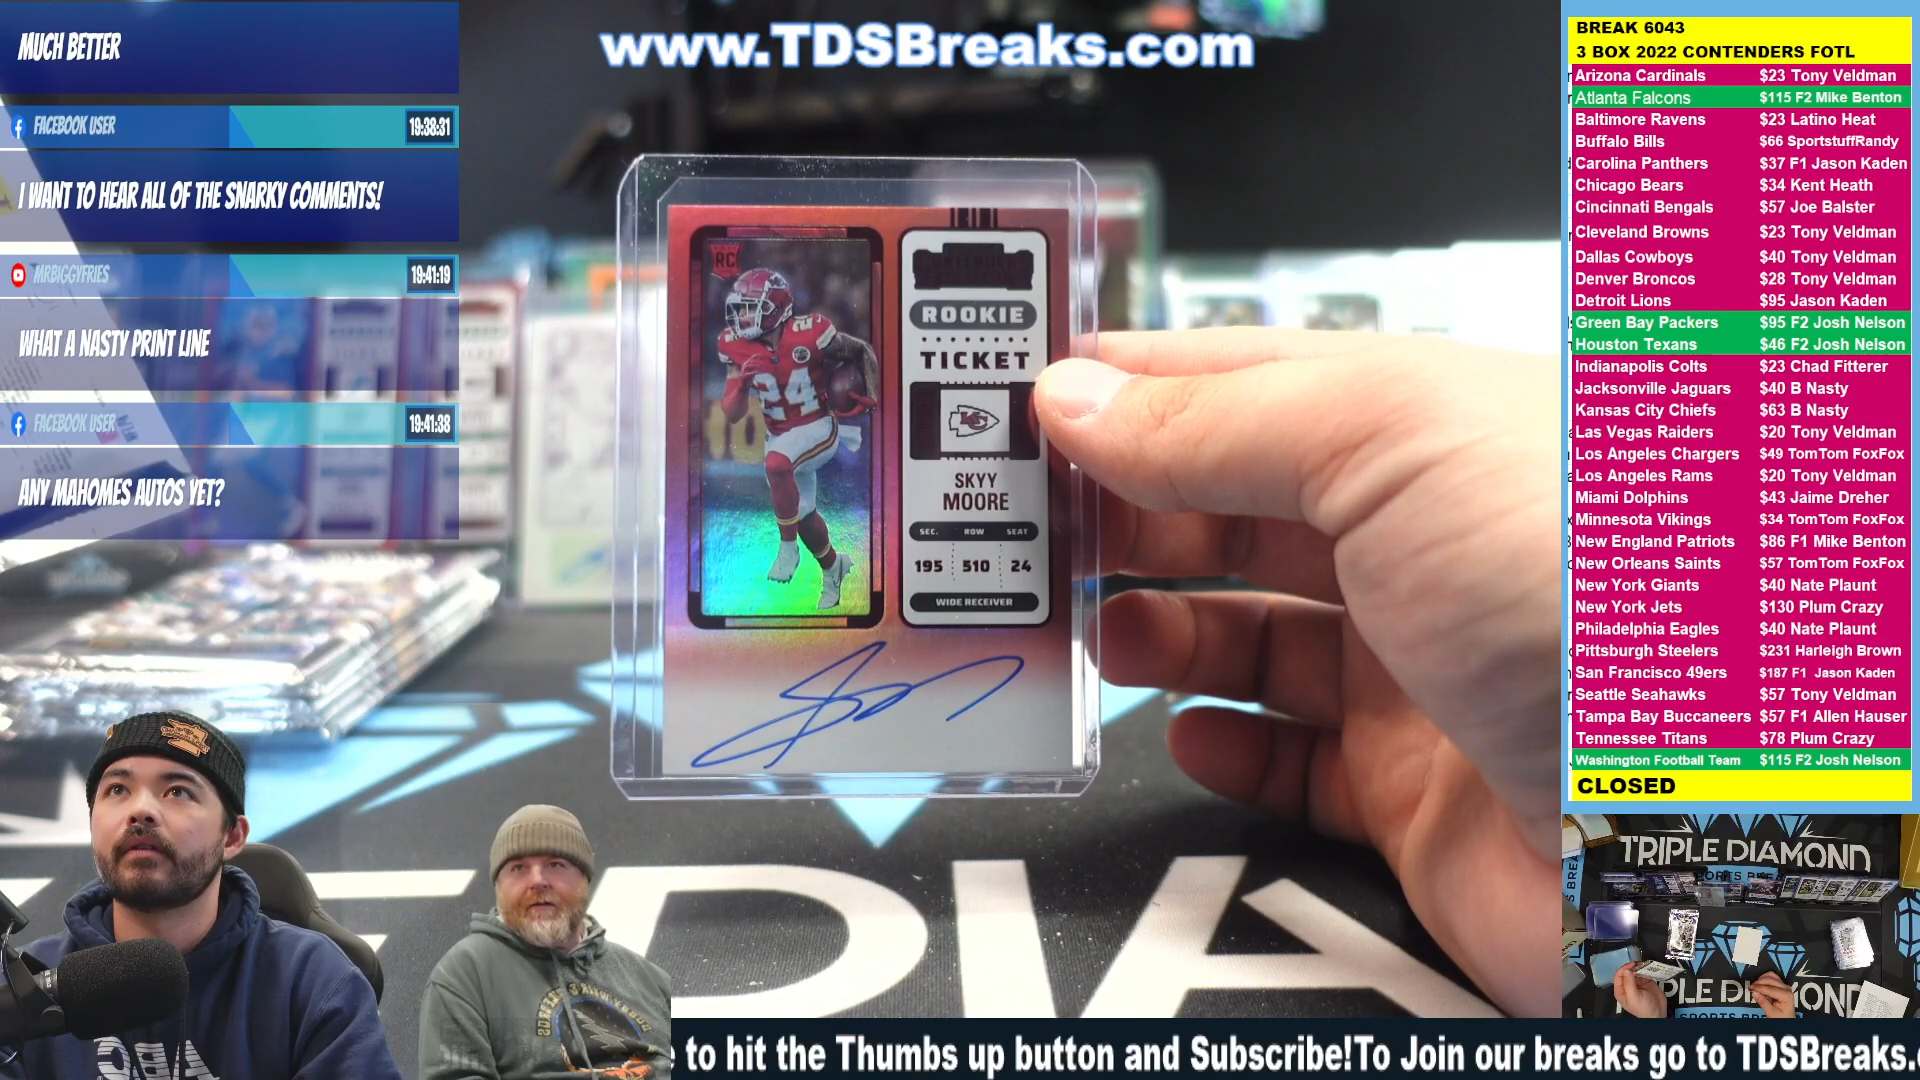 MUCH BETTER
FACEBOOK USER 19:38:31
I WANT TO HEAR ALL OF THE SNARKY COMMENTS!
MRBIGGYFRIES 19:41:19
WHAT A NASTY PRINT LINE
FACEBOOK USER 19:41:38
ANY MAHOMES AUTOS YET?
www.TDSBreaks.com
RC
24
CONTENDERS
ROOKIE
TICKET
KC
SKYY
MOORE
SEC. ROW SEAT
195 510 24
WIDE RECEIVER
BREAK 6043
3 BOX 2022 CONTENDERS FOTL
Arizona Cardinals $23 Tony Veldman
Atlanta Falcons $115 F2 Mike Benton
Baltimore Ravens $23 Latino Heat
Buffalo Bills $66 SportstuffRandy
Carolina Panthers $37 F1 Jason Kaden
Chicago Bears $34 Kent Heath
Cincinnati Bengals $57 Joe Balster
Cleveland Browns $23 Tony Veldman
Dallas Cowboys $40 Tony Veldman
Denver Broncos $28 Tony Veldman
Detroit Lions $95 Jason Kaden
Green Bay Packers $95 F2 Josh Nelson
Houston Texans $46 F2 Josh Nelson
Indianapolis Colts $23 Chad Fitterer
Jacksonville Jaguars $40 B Nasty
Kansas City Chiefs $63 B Nasty
Las Vegas Raiders $20 Tony Veldman
Los Angeles Chargers $49 TomTom FoxFox
Los Angeles Rams $20 Tony Veldman
Miami Dolphins $43 Jaime Dreher
Minnesota Vikings $34 TomTom FoxFox
New England Patriots $86 F1 Mike Benton
New Orleans Saints $57 TomTom FoxFox
New York Giants $40 Nate Plaunt
New York Jets $130 Plum Crazy
Philadelphia Eagles $40 Nate Plaunt
Pittsburgh Steelers $231 Harleigh Brown
San Francisco 49ers $187 F1 Jason Kaden
Seattle Seahawks $57 Tony Veldman
Tampa Bay Buccaneers $57 F1 Allen Hauser
Tennessee Titans $78 Plum Crazy
Washington Football Team $115 F2 Josh Nelson
CLOSED
TRIPLE DIAMOND
e to hit the Thumbs up button and Subscribe!To Join our breaks go to TDSBreaks.